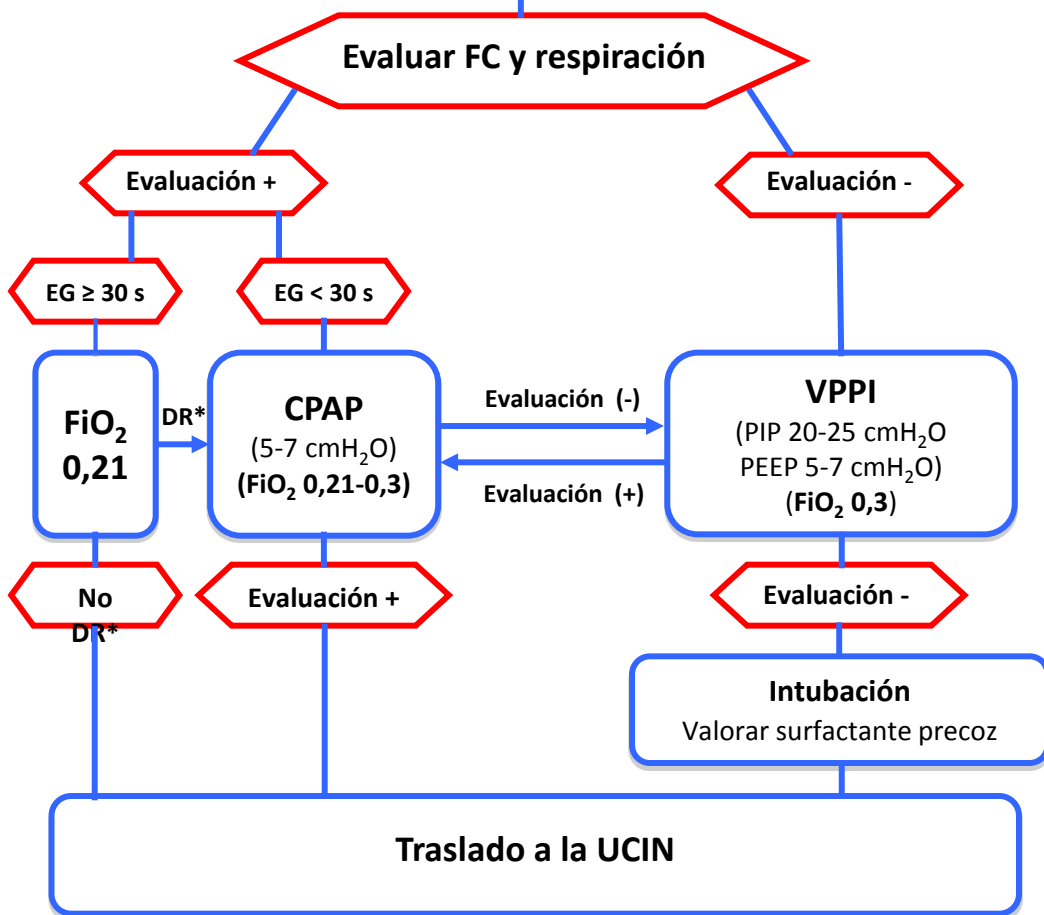 Evaluar FC y respiración
Evaluación +
Evaluación -
EG ≥ 30 s
EG < 30 s
FiO₂
0,21
DR*
CPAP
(5-7 cmH₂O)
(FiO₂ 0,21-0,3)
Evaluación (-)
Evaluación (+)
VPPI
(PIP 20-25 cmH₂O
PEEP 5-7 cmH₂O)
(FiO₂ 0,3)
No
DR*
Evaluación +
Evaluación -
Intubación
Valorar surfactante precoz
Traslado a la UCIN